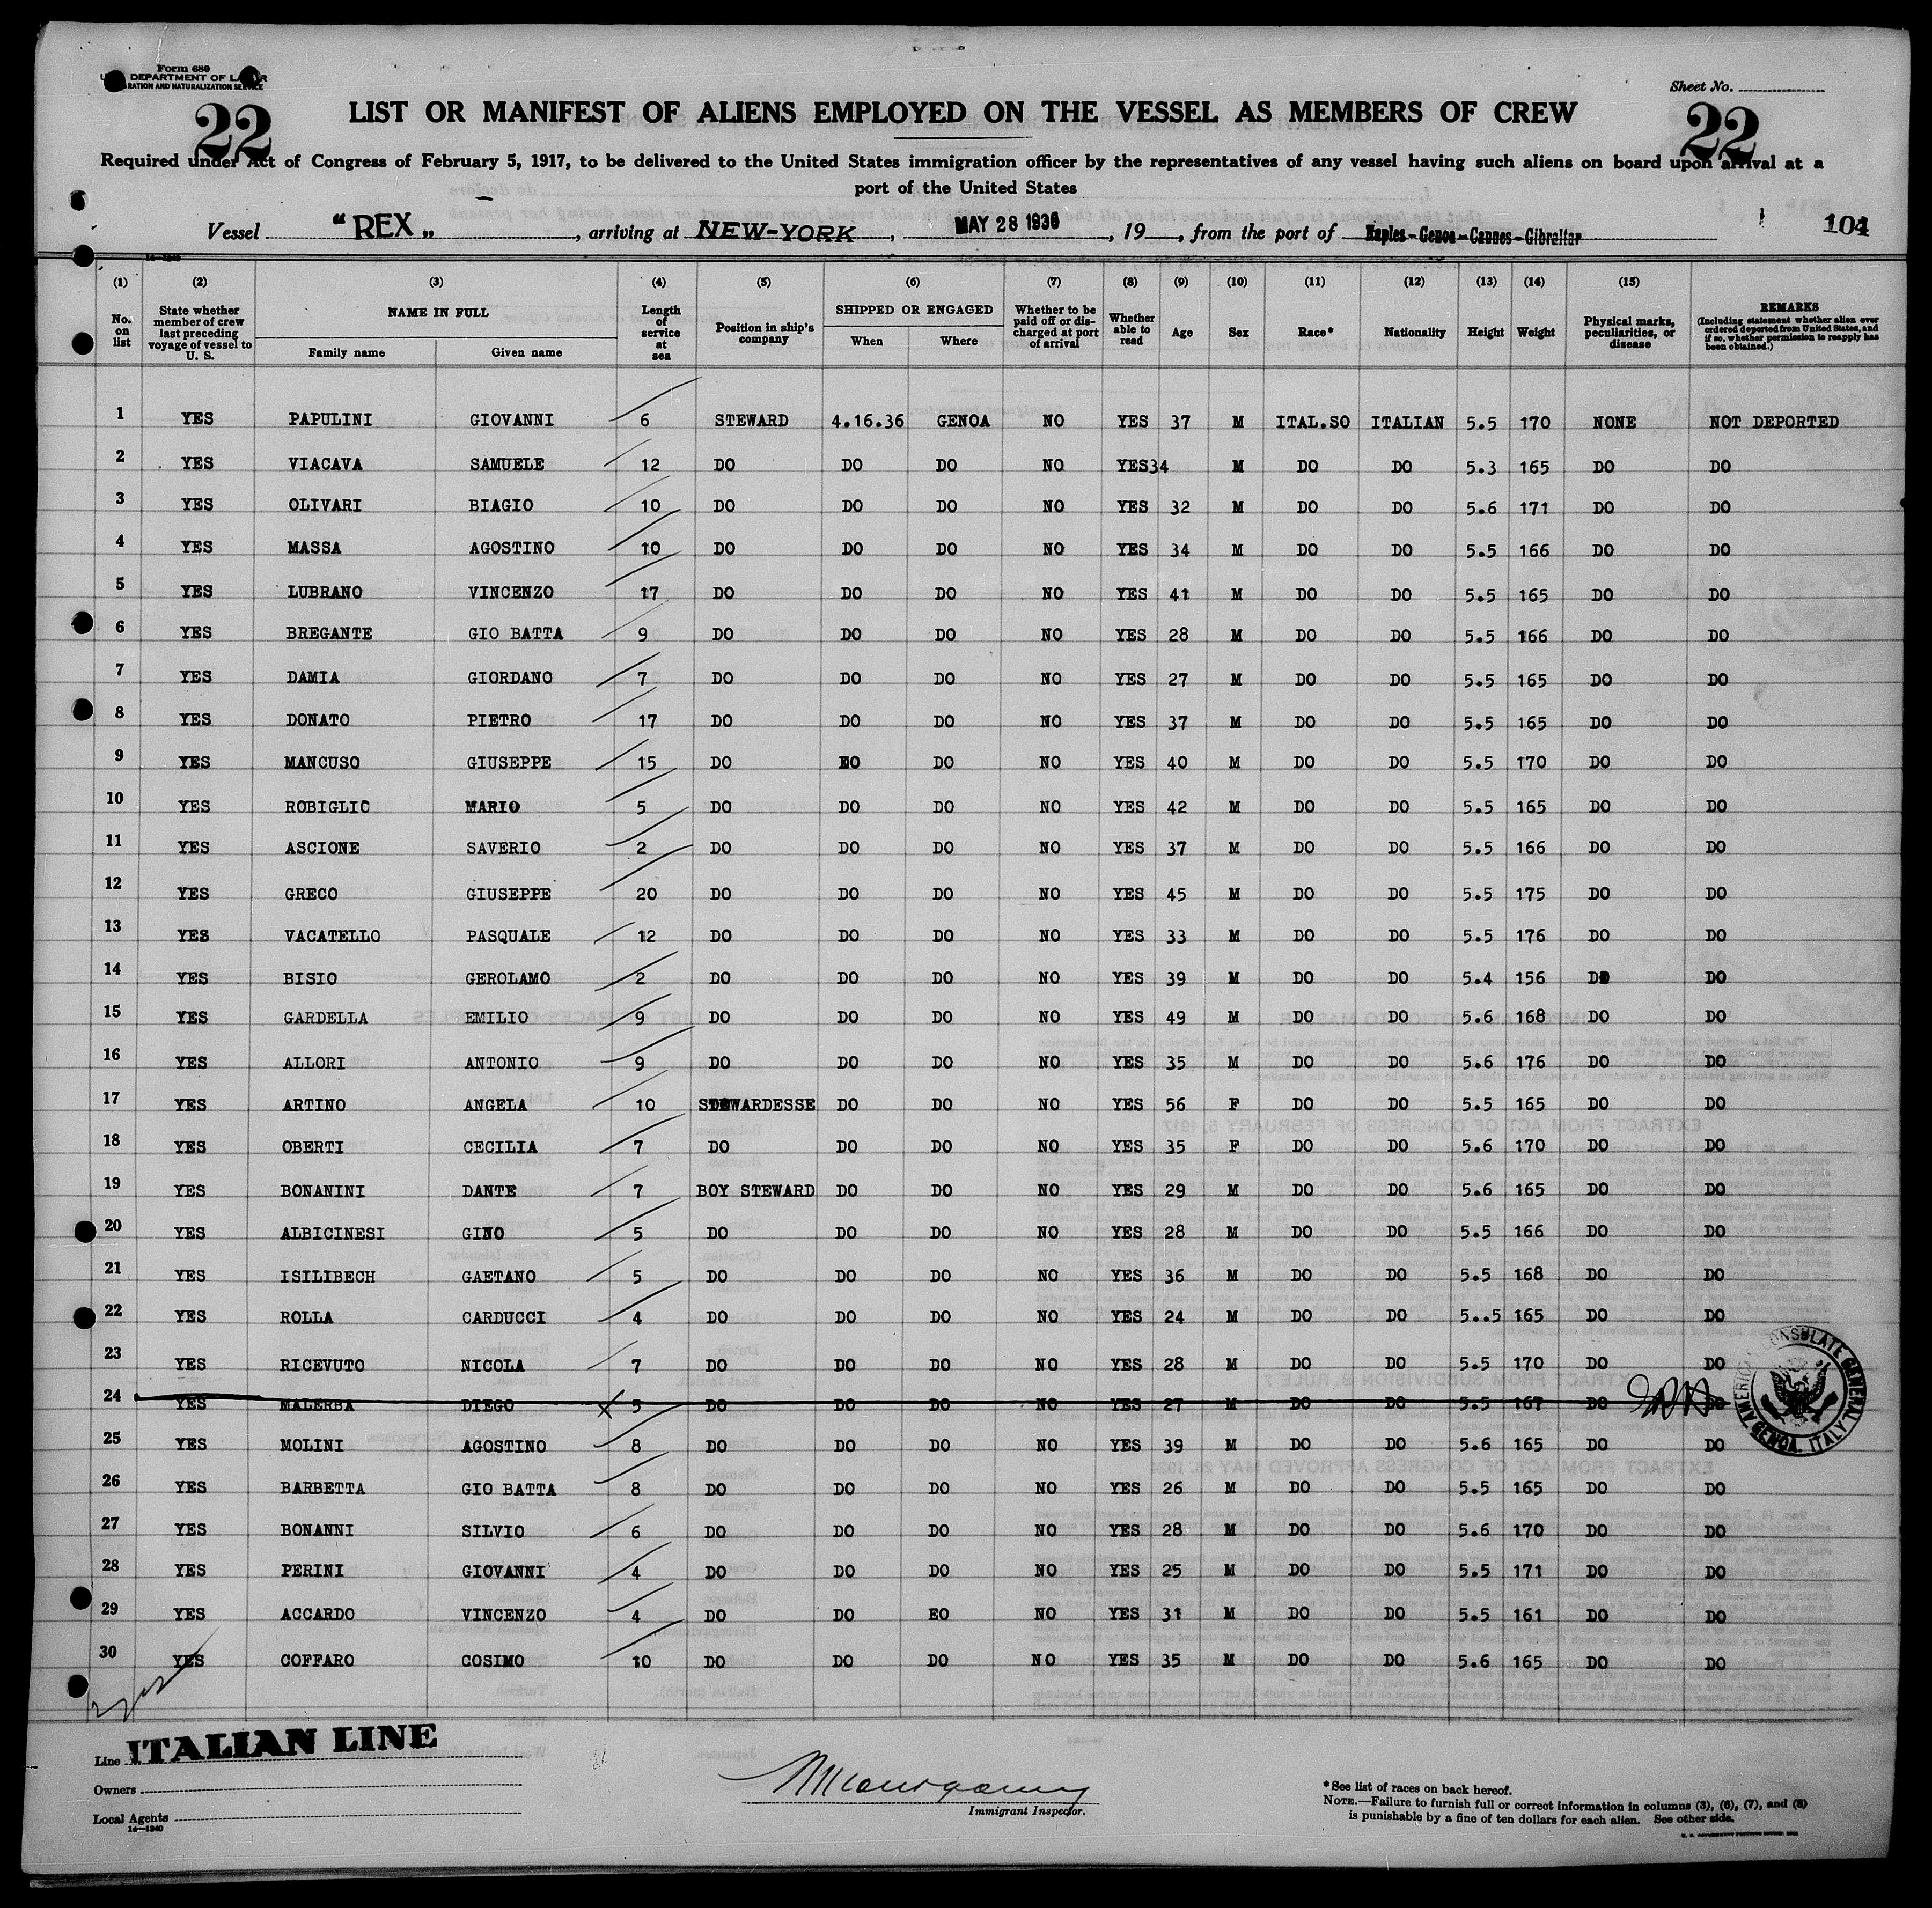 Form 680
DEPARTMENT OF LABOR
IMMIGRATION AND NATURALIZATION SERVICE
Sheet No.
22
22
LIST OR MANIFEST OF ALIENS EMPLOYED ON THE VESSEL AS MEMBERS OF CREW
Required under Act of Congress of February 5, 1917, to be delivered to the United States immigration officer by the representatives of any vessel having such aliens on board upon arrival at a
port of the United States
Vessel "REX", arriving at NEW-YORK, MAY 28 1936, 19, from the port of Naples-Genoa-Cannes-Gibraltar
104
(1) (2) (3) (4) (5) (6) (7) (8) (9) (10) (11) (12) (13) (14) (15)
No. on list State whether member of crew last preceding voyage of vessel to U. S. NAME IN FULL Family name Given name Length of service at sea Position in ship's company SHIPPED OR ENGAGED When Where Whether to be paid off or discharged at port of arrival Whether able to read Age Sex Race* Nationality Height Weight Physical marks, peculiarities, or disease REMARKS (Including statement whether alien ever ordered deported from United States, and if so, whether permission to reapply has been obtained.)
1 YES PAPULINI GIOVANNI 6 STEWARD 4.16.36 GENOA NO YES 37 M ITAL.SO ITALIAN 5.5 170 NONE NOT DEPORTED
2 YES VIACAVA SAMUELE 12 DO DO DO NO YES34 M DO DO 5.3 165 DO DO
3 YES OLIVARI BIAGIO 10 DO DO DO NO YES 32 M DO DO 5.6 171 DO DO
4 YES MASSA AGOSTINO 10 DO DO DO NO YES 34 M DO DO 5.5 166 DO DO
5 YES LUBRANO VINCENZO 17 DO DO DO NO YES 41 M DO DO 5.5 165 DO DO
6 YES BREGANTE GIO BATTA 9 DO DO DO NO YES 28 M DO DO 5.5 166 DO DO
7 YES DAMIA GIORDANO 7 DO DO DO NO YES 27 M DO DO 5.5 165 DO DO
8 YES DONATO PIETRO 17 DO DO DO NO YES 37 M DO DO 5.5 165 DO DO
9 YES MANCUSO GIUSEPPE 15 DO DO DO NO YES 40 M DO DO 5.5 170 DO DO
10 YES ROBIGLIO MARIO 5 DO DO DO NO YES 42 M DO DO 5.5 165 DO DO
11 YES ASCIONE SAVERIO 2 DO DO DO NO YES 37 M DO DO 5.5 166 DO DO
12 YES GRECO GIUSEPPE 20 DO DO DO NO YES 45 M DO DO 5.5 175 DO DO
13 YES VACATELLO PASQUALE 12 DO DO DO NO YES 33 M DO DO 5.5 176 DO DO
14 YES BISIO GEROLAMO 2 DO DO DO NO YES 39 M DO DO 5.4 156 DO DO
15 YES GARDELLA EMILIO 9 DO DO DO NO YES 49 M DO DO 5.6 168 DO DO
16 YES ALLORI ANTONIO 9 DO DO DO NO YES 35 M DO DO 5.6 176 DO DO
17 YES ARTINO ANGELA 10 STEWARDESSE DO DO NO YES 56 F DO DO 5.5 165 DO DO
18 YES OBERTI CECILIA 7 DO DO DO NO YES 35 F DO DO 5.6 170 DO DO
19 YES BONANINI DANTE 7 BOY STEWARD DO DO NO YES 29 M DO DO 5.6 165 DO DO
20 YES ALBICINESI GINO 5 DO DO DO NO YES 28 M DO DO 5.5 166 DO DO
21 YES ISILIBECH GAETANO 5 DO DO DO NO YES 36 M DO DO 5.5 168 DO DO
22 YES ROLLA CARDUCCI 4 DO DO DO NO YES 24 M DO DO 5..5 165 DO DO
23 YES RICEVUTO NICOLA 7 DO DO DO NO YES 28 M DO DO 5.5 170 DO DO
24 YES MALERBA DIEGO 5 DO DO DO NO YES 27 M DO DO 5.5 167 DO DO
25 YES MOLINI AGOSTINO 8 DO DO DO NO YES 39 M DO DO 5.6 165 DO DO
26 YES BARBETTA GIO BATTA 8 DO DO DO NO YES 26 M DO DO 5.5 165 DO DO
27 YES BONANNI SILVIO 6 DO DO DO NO YES 28 M DO DO 5.6 170 DO DO
28 YES PERINI GIOVANNI 4 DO DO DO NO YES 25 M DO DO 5.5 171 DO DO
29 YES ACCARDO VINCENZO 4 DO DO EO NO YES 31 M DO DO 5.5 161 DO DO
30 YES COFFARO COSIMO 10 DO DO DO NO YES 35 M DO DO 5.6 165 DO DO
AMERICAN CONSULATE GENERAL GENOA, ITALY
Line ITALIAN LINE
Owners
Local Agents
14-1940
Immigrant Inspector.
*See list of races on back hereof.
NOTE.—Failure to furnish full or correct information in columns (3), (6), (7), and (8)
is punishable by a fine of ten dollars for each alien. See other side.